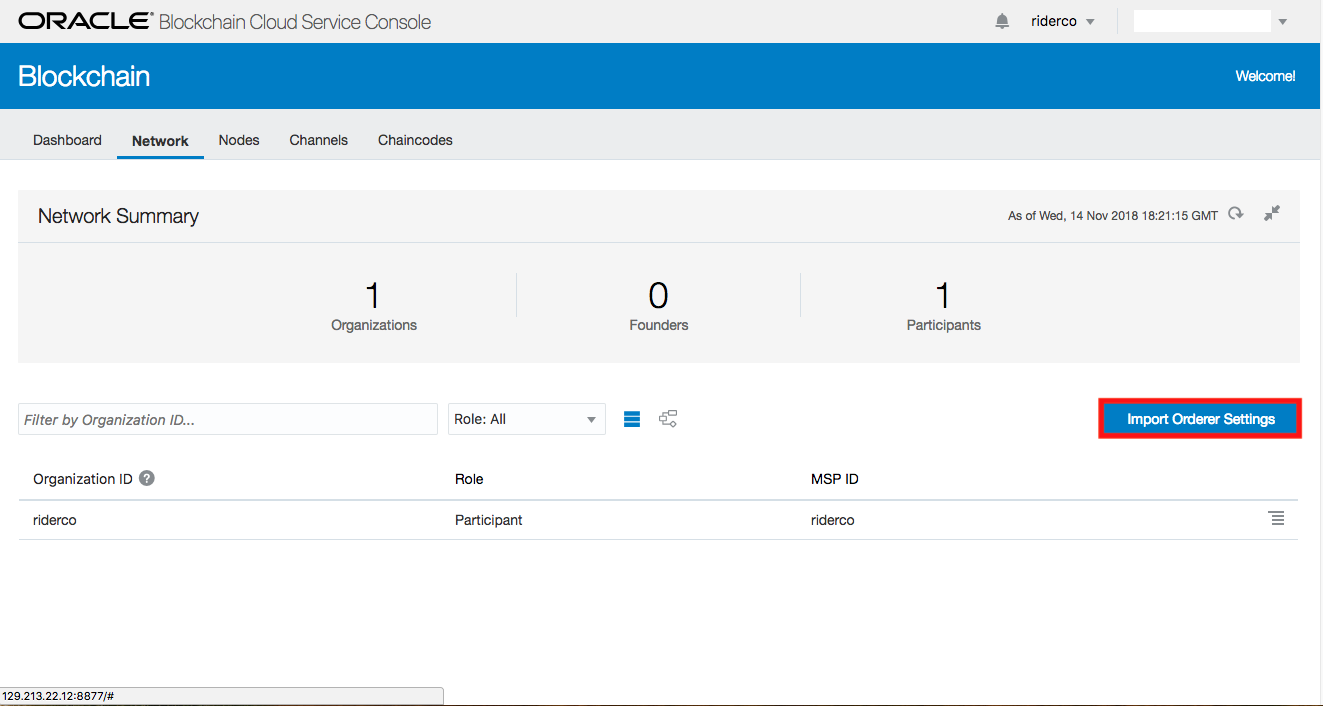 ORACLE® Blockchain Cloud Service Console riderco
Blockchain Welcome!
Dashboard Network Nodes Channels Chaincodes
Network Summary As of Wed, 14 Nov 2018 18:21:15 GMT
1 0 1
Organizations Founders Participants
Filter by Organization ID... Role: All Import Orderer Settings
Organization ID ? Role MSP ID
riderco Participant riderco
129.213.22.12:8877/#